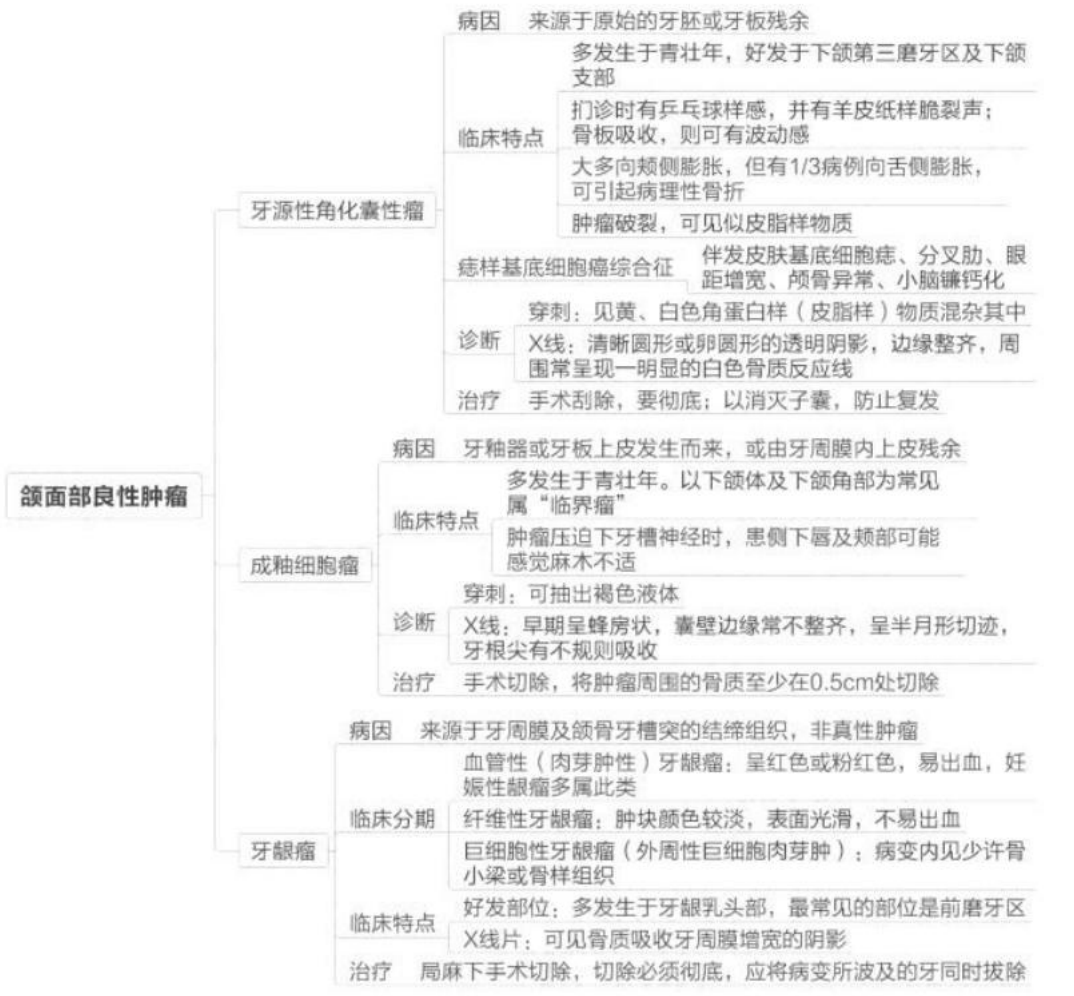 颌面部良性肿瘤
牙源性角化囊性瘤
病因
来源于原始的牙胚或牙板残余
临床特点
多发生于青壮年，好发于下颌第三磨牙区及下颌
支部
扪诊时有乒乓球样感，并有羊皮纸样脆裂声；
骨板吸收，则可有波动感
大多向颊侧膨胀，但有1/3病例向舌侧膨胀，
可引起病理性骨折
肿瘤破裂，可见似皮脂样物质
痣样基底细胞癌综合征
伴发皮肤基底细胞痣、分叉肋、眼
距增宽、颅骨异常、小脑镰钙化
诊断
穿刺：见黄、白色角蛋白样（皮脂样）物质混杂其中
X线：清晰圆形或卵圆形的透明阴影，边缘整齐，周
围常呈现一明显的白色骨质反应线
治疗
手术刮除，要彻底；以消灭子囊，防止复发
成釉细胞瘤
病因
牙釉器或牙板上皮发生而来，或由牙周膜内上皮残余
临床特点
多发生于青壮年。以下颌体及下颌角部为常见
属“临界瘤”
肿瘤压迫下牙槽神经时，患侧下唇及颊部可能
感觉麻木不适
诊断
穿刺：可抽出褐色液体
X线：早期呈蜂房状，囊壁边缘常不整齐，呈半月形切迹，
牙根尖有不规则吸收
治疗
手术切除，将肿瘤周围的骨质至少在0.5cm处切除
牙龈瘤
病因
来源于牙周膜及颌骨牙槽突的结缔组织，非真性肿瘤
临床分期
血管性（肉芽肿性）牙龈瘤：呈红色或粉红色，易出血，妊
娠性龈瘤多属此类
纤维性牙龈瘤：肿块颜色较淡，表面光滑，不易出血
巨细胞性牙龈瘤（外周性巨细胞肉芽肿）：病变内见少许骨
小梁或骨样组织
临床特点
好发部位：多发生于牙龈乳头部，最常见的部位是前磨牙区
X线片：可见骨质吸收牙周膜增宽的阴影
治疗
局麻下手术切除，切除必须彻底，应将病变所波及的牙同时拔除